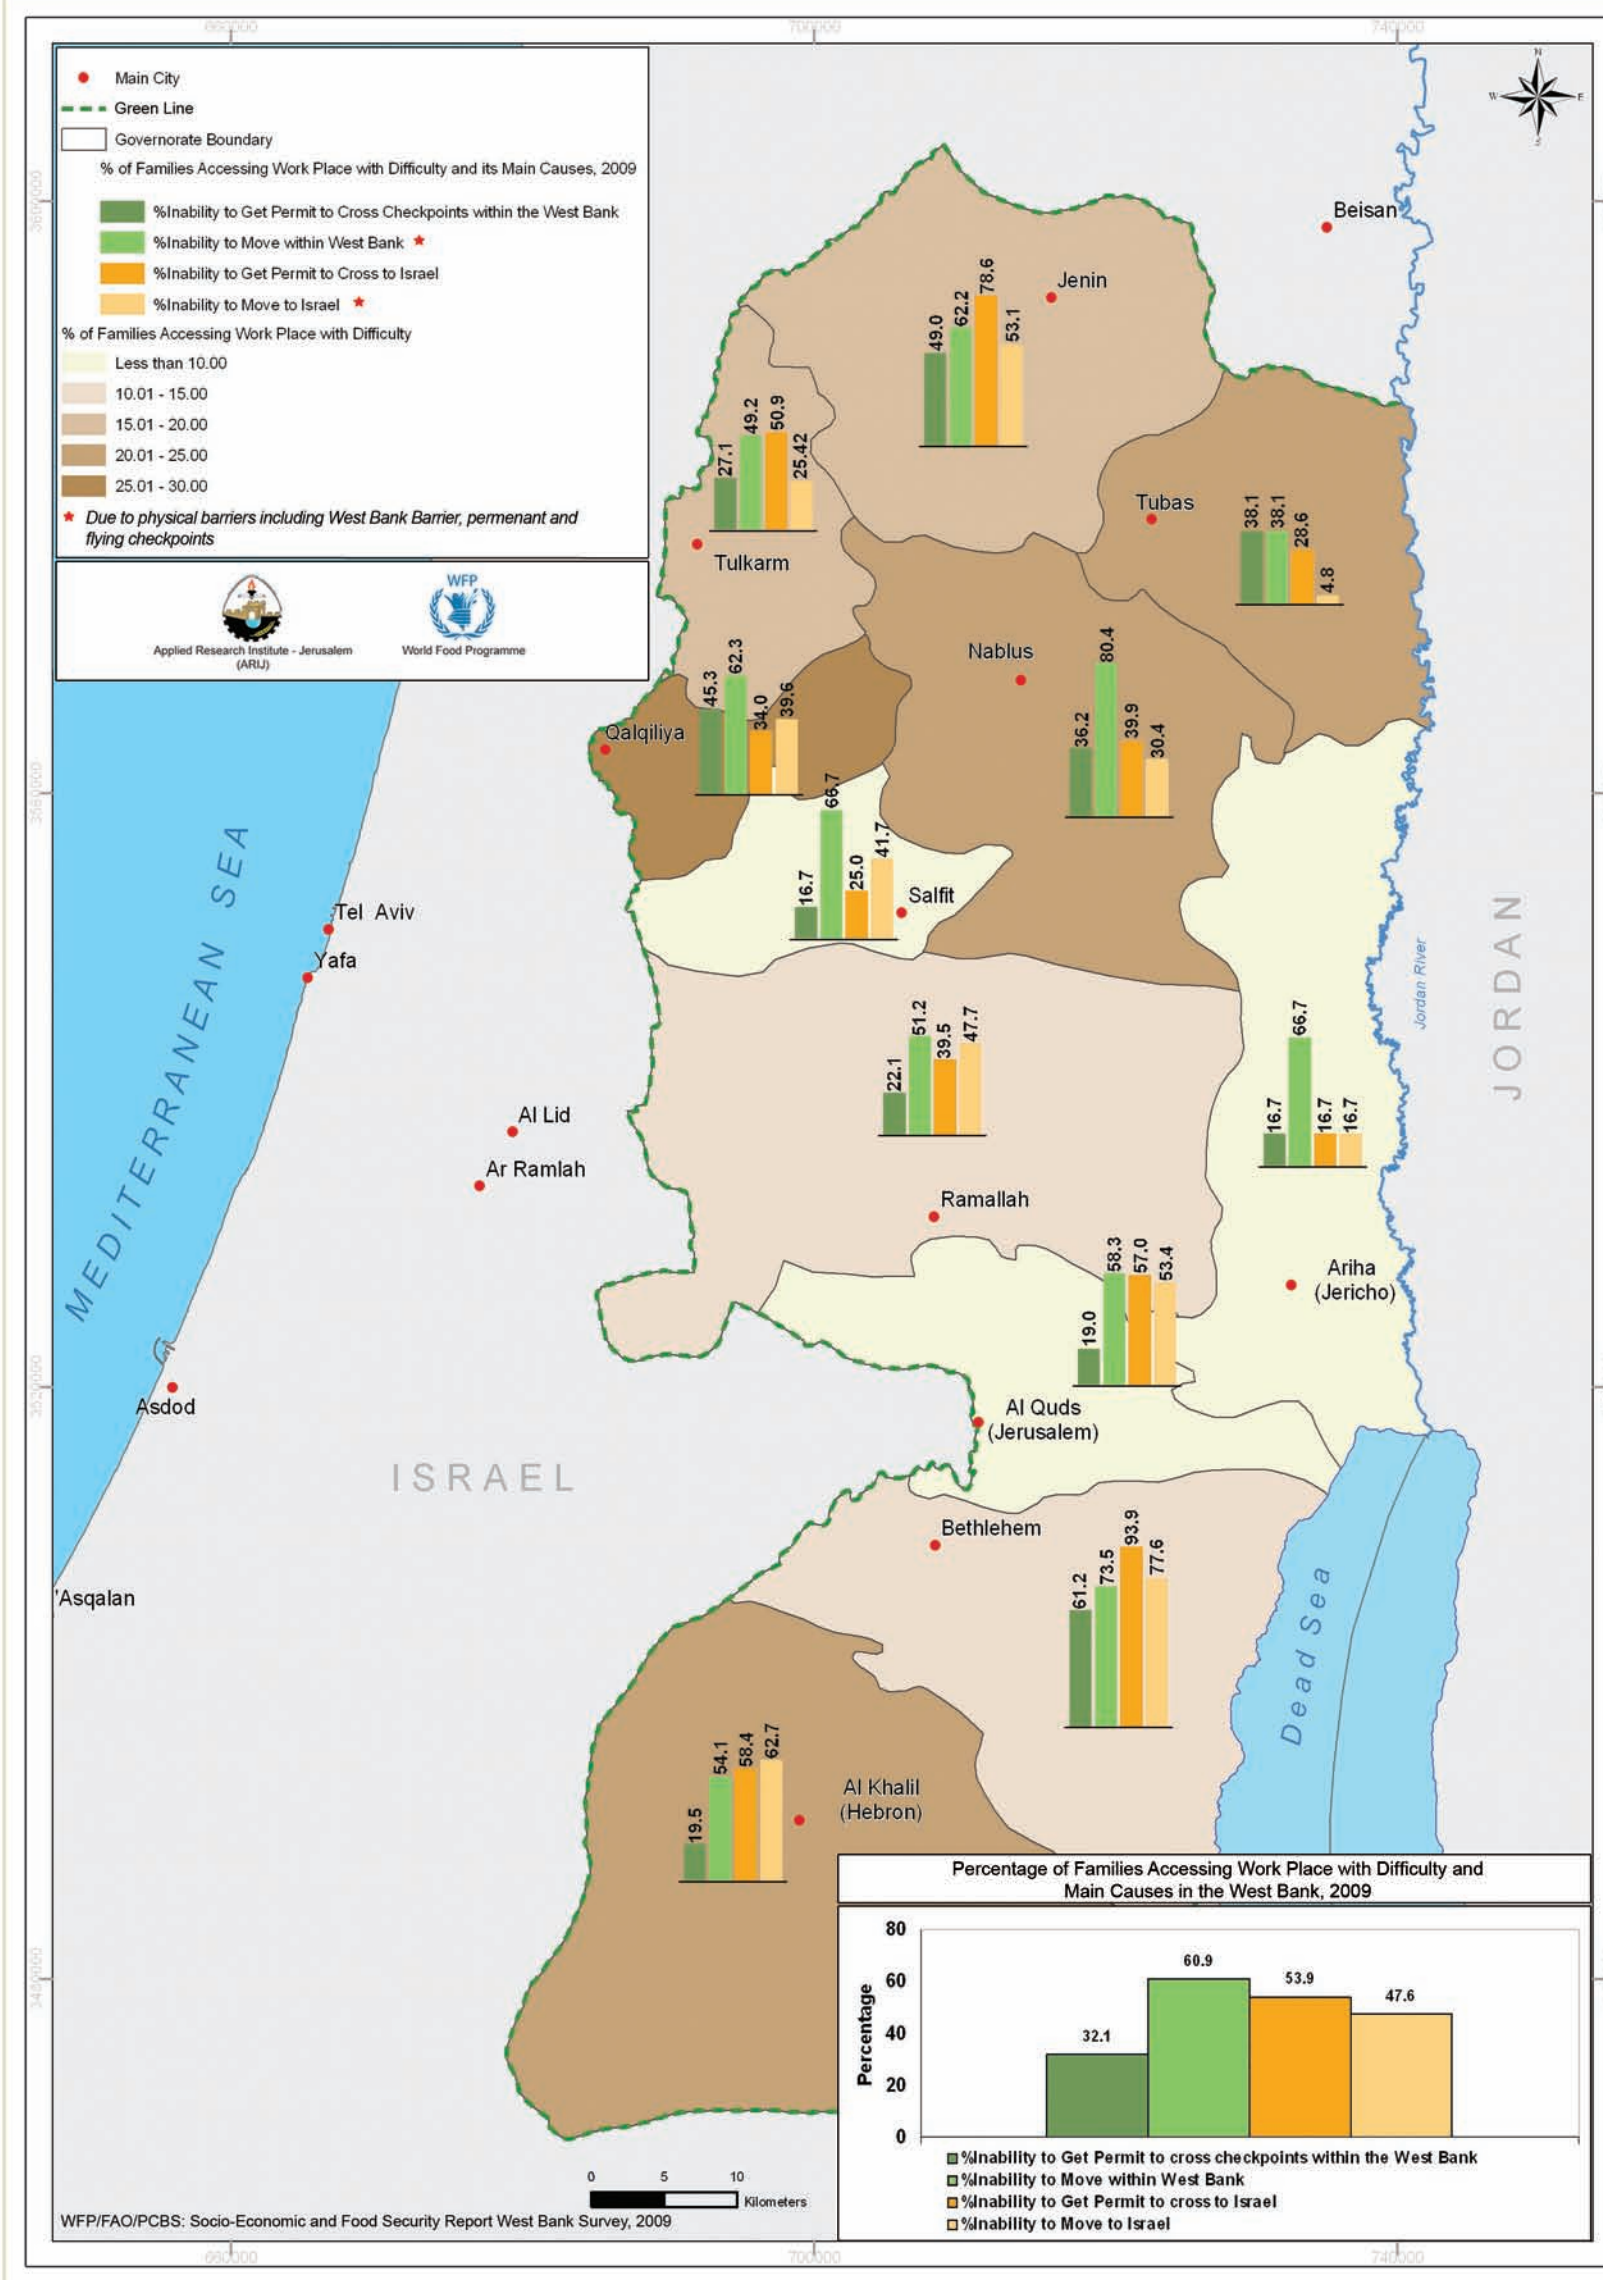 660000
700000
740000
Main City
Green Line
Governorate Boundary
% of Families Accessing Work Place with Difficulty and its Main Causes, 2009
%Inability to Get Permit to Cross Checkpoints within the West Bank
%Inability to Move within West Bank ★
%Inability to Get Permit to Cross to Israel
%Inability to Move to Israel ★
% of Families Accessing Work Place with Difficulty
Less than 10.00
10.01 - 15.00
15.01 - 20.00
20.01 - 25.00
25.01 - 30.00
★ Due to physical barriers including West Bank Barrier, permenant and
flying checkpoints
WFP
Applied Research Institute - Jerusalem
(ARIJ)
World Food Programme
N
W
E
S
Beisan
Jenin
49.0
62.2
78.6
53.1
27.1
49.2
50.9
25.42
Tulkarm
Tubas
38.1
38.1
28.6
4.8
Nablus
36.2
80.4
39.9
30.4
Qalqiliya
45.3
62.3
34.0
39.6
16.7
66.7
25.0
41.7
Salfit
MEDITERRANEAN SEA
Tel Aviv
Yafa
JORDAN
Jordan River
22.1
51.2
39.5
47.7
16.7
66.7
16.7
16.7
Al Lid
Ar Ramlah
Ramallah
Ariha
(Jericho)
19.0
58.3
57.0
53.4
Asdod
Al Quds
(Jerusalem)
ISRAEL
Bethlehem
61.2
73.5
93.9
77.6
'Asqalan
Dead Sea
19.5
54.1
58.4
62.7
Al Khalil
(Hebron)
Percentage of Families Accessing Work Place with Difficulty and
Main Causes in the West Bank, 2009
Percentage
80
60
40
20
0
32.1
60.9
53.9
47.6
%Inability to Get Permit to cross checkpoints within the West Bank
%Inability to Move within West Bank
%Inability to Get Permit to cross to Israel
%Inability to Move to Israel
0 5 10
Kilometers
WFP/FAO/PCBS: Socio-Economic and Food Security Report West Bank Survey, 2009
660000
700000
740000